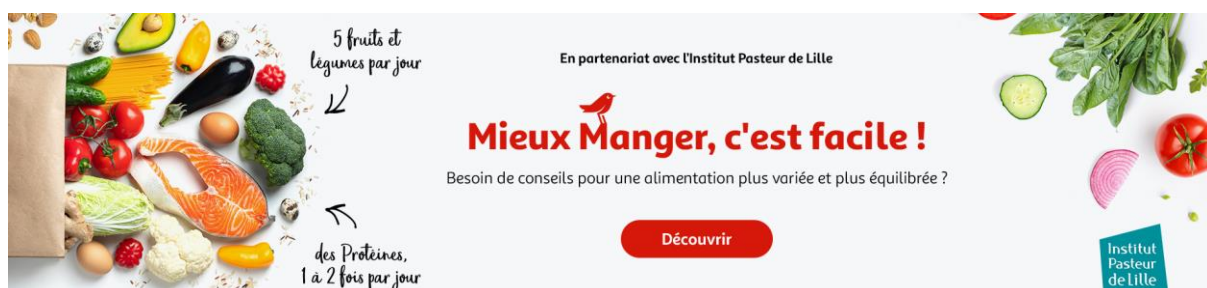 5 fruits et
légumes par jour
En partenariat avec l'Institut Pasteur de Lille
Mieux Manger, c'est facile !
Besoin de conseils pour une alimentation plus variée et plus équilibrée ?
Découvrir
des Protèines,
1 à 2 fois par jour
Institut
Pasteur
de Lille